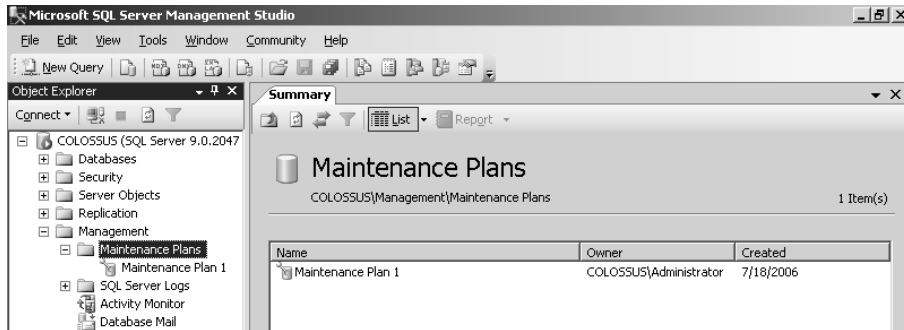 Microsoft SQL Server Management Studio
File Edit View Tools Window Community Help
New Query
Object Explorer
Connect
COLOSSUS (SQL Server 9.0.2047
Databases
Security
Server Objects
Replication
Management
Maintenance Plans
Maintenance Plan 1
SQL Server Logs
Activity Monitor
Database Mail
Summary
List Report
Maintenance Plans
COLOSSUS\Management\Maintenance Plans 1 Item(s)
Name Owner Created
Maintenance Plan 1 COLOSSUS\Administrator 7/18/2006